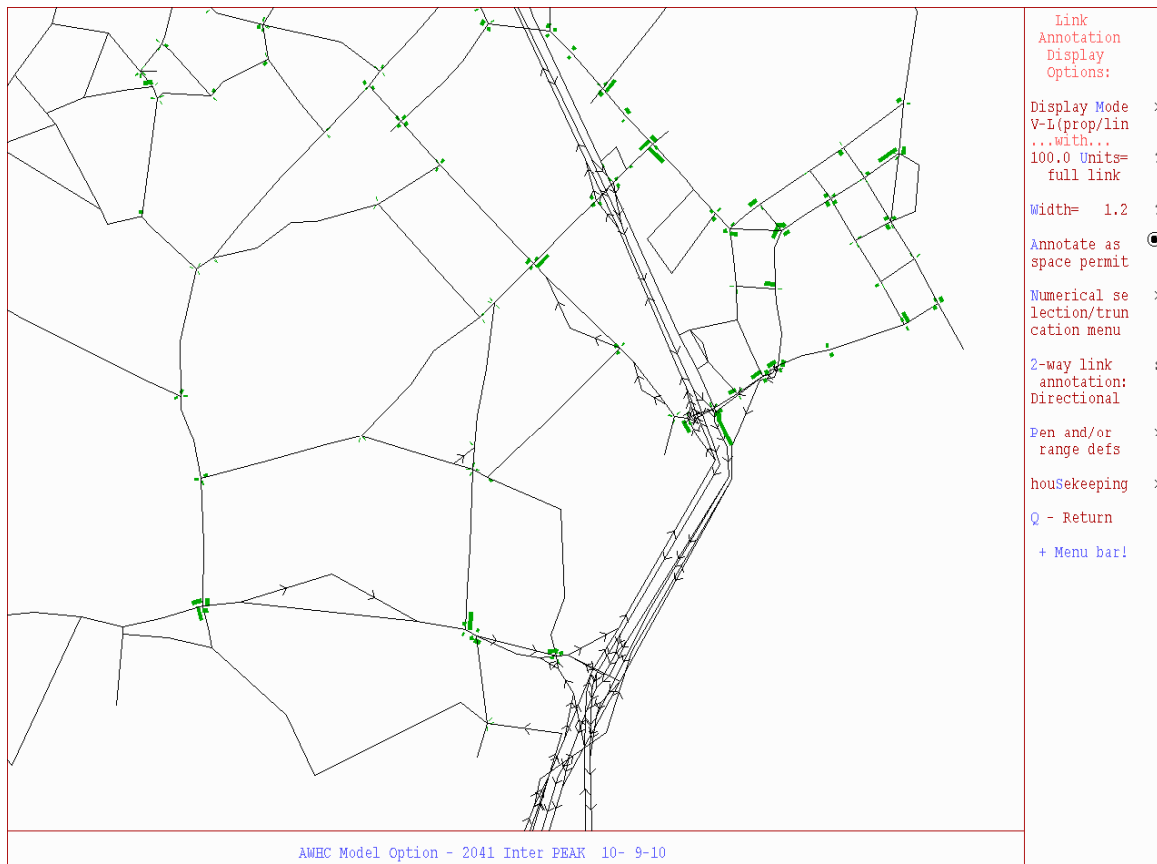 Link
Annotation
Display
Options:
Display Mode
V-L(prop/lin
...with...
100.0 Units=
full link
Width= 1.2
Annotate as
space permit
Numerical se
lection/trun
cation menu
2-way link
annotation:
Directional
Pen and/or
range defs
houSekeeping
Q - Return
+ Menu bar!
AWHC Model Option - 2041 Inter PEAK 10- 9-10